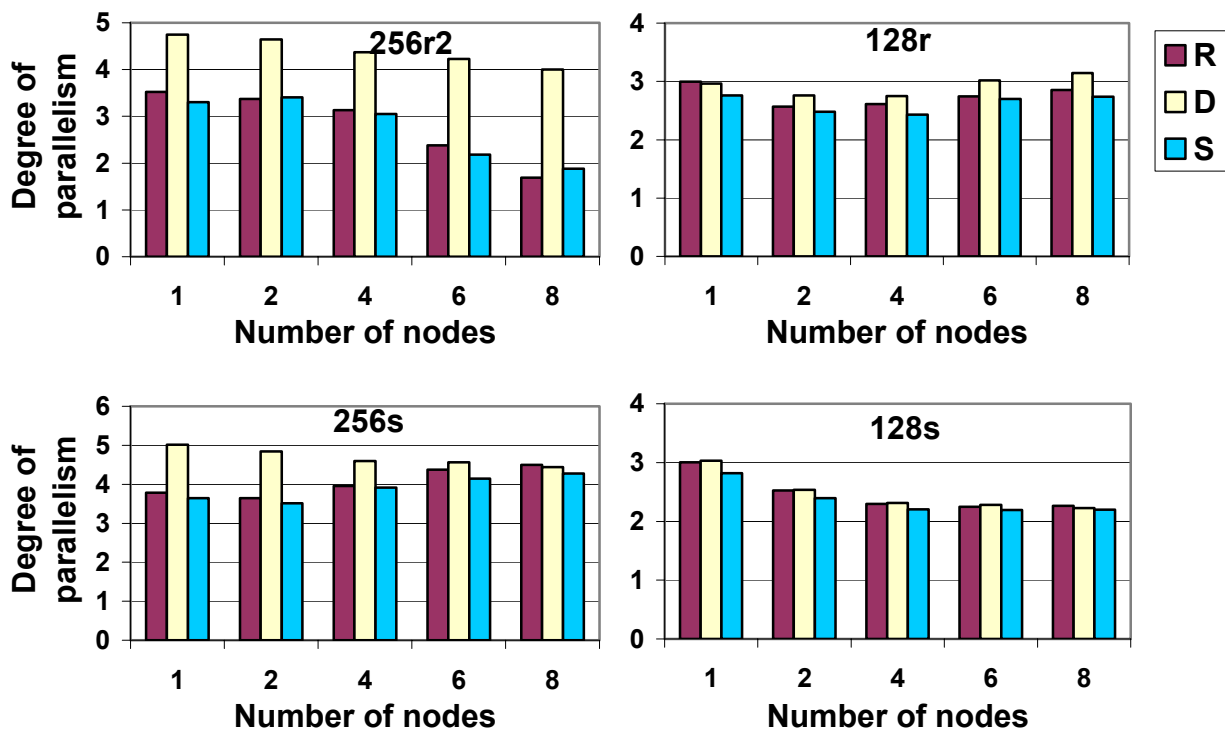 256r2
Degree of
parallelism
5
4
3
2
1
0
1 2 4 6 8
Number of nodes
128r
4
3
2
1
0
1 2 4 6 8
Number of nodes
R
D
S
256s
Degree of
parallelism
6
5
4
3
2
1
0
1 2 4 6 8
Number of nodes
128s
4
3
2
1
0
1 2 4 6 8
Number of nodes